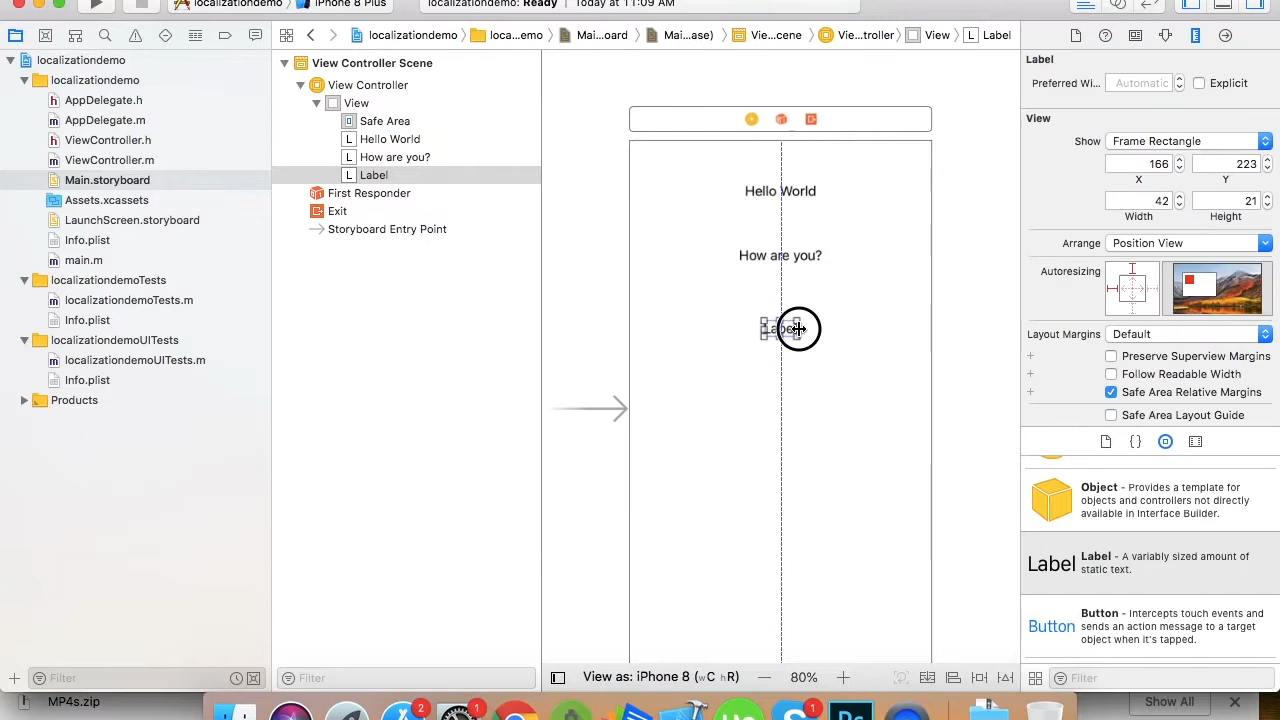 localizationdemo
iPhone 8 Plus
localizationdemo: Ready
Today at 11:09 AM
localizationdemo
loca...emo
Mai...oard
Mai...ase)
Vie...cene
Vie...troller
View
Label
localizationdemo
localizationdemo
AppDelegate.h
AppDelegate.m
ViewController.h
ViewController.m
Main.storyboard
Assets.xcassets
LaunchScreen.storyboard
Info.plist
main.m
localizationdemoTests
localizationdemoTests.m
Info.plist
localizationdemoUITests
localizationdemoUITests.m
Info.plist
Products
Filter
View Controller Scene
View Controller
View
Safe Area
Hello World
How are you?
Label
First Responder
Exit
Storyboard Entry Point
Filter
Hello World
How are you?
Label
View as: iPhone 8 (wC hR)
80%
Label
Preferred Wi...
Automatic
Explicit
View
Show
Frame Rectangle
166
223
X
Y
42
21
Width
Height
Arrange
Position View
Autoresizing
Layout Margins
Default
Preserve Superview Margins
Follow Readable Width
Safe Area Relative Margins
Safe Area Layout Guide
Object - Provides a template for
objects and controllers not directly
available in Interface Builder.
Label
Label - A variably sized amount of
static text.
Button
Button - Intercepts touch events and
sends an action message to a target
object when it's tapped.
Filter
MP4s.zip
Show All
2
1
1